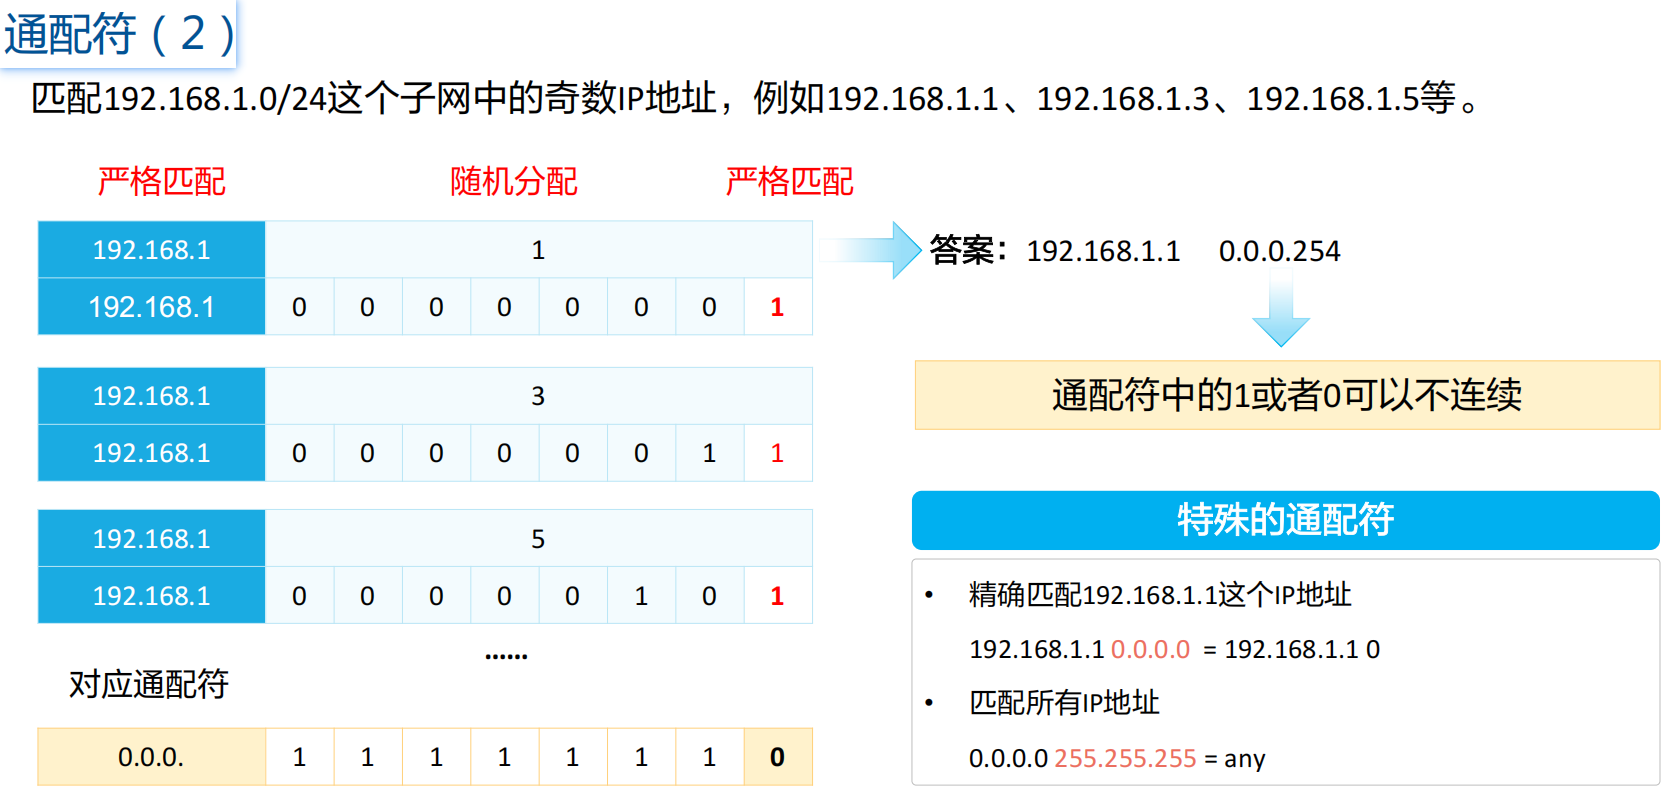 通配符（2）
匹配192.168.1.0/24这个子网中的奇数IP地址，例如192.168.1.1、192.168.1.3、192.168.1.5等。
严格匹配 随机分配 严格匹配
192.168.1 1
192.168.1 0 0 0 0 0 0 0 1
192.168.1 3
192.168.1 0 0 0 0 0 0 1 1
192.168.1 5
192.168.1 0 0 0 0 0 1 0 1
......
对应通配符
0.0.0. 1 1 1 1 1 1 1 0
答案：192.168.1.1 0.0.0.254
通配符中的1或者0可以不连续
特殊的通配符
• 精确匹配192.168.1.1这个IP地址
192.168.1.1 0.0.0.0 = 192.168.1.1 0
• 匹配所有IP地址
0.0.0.0 255.255.255 = any